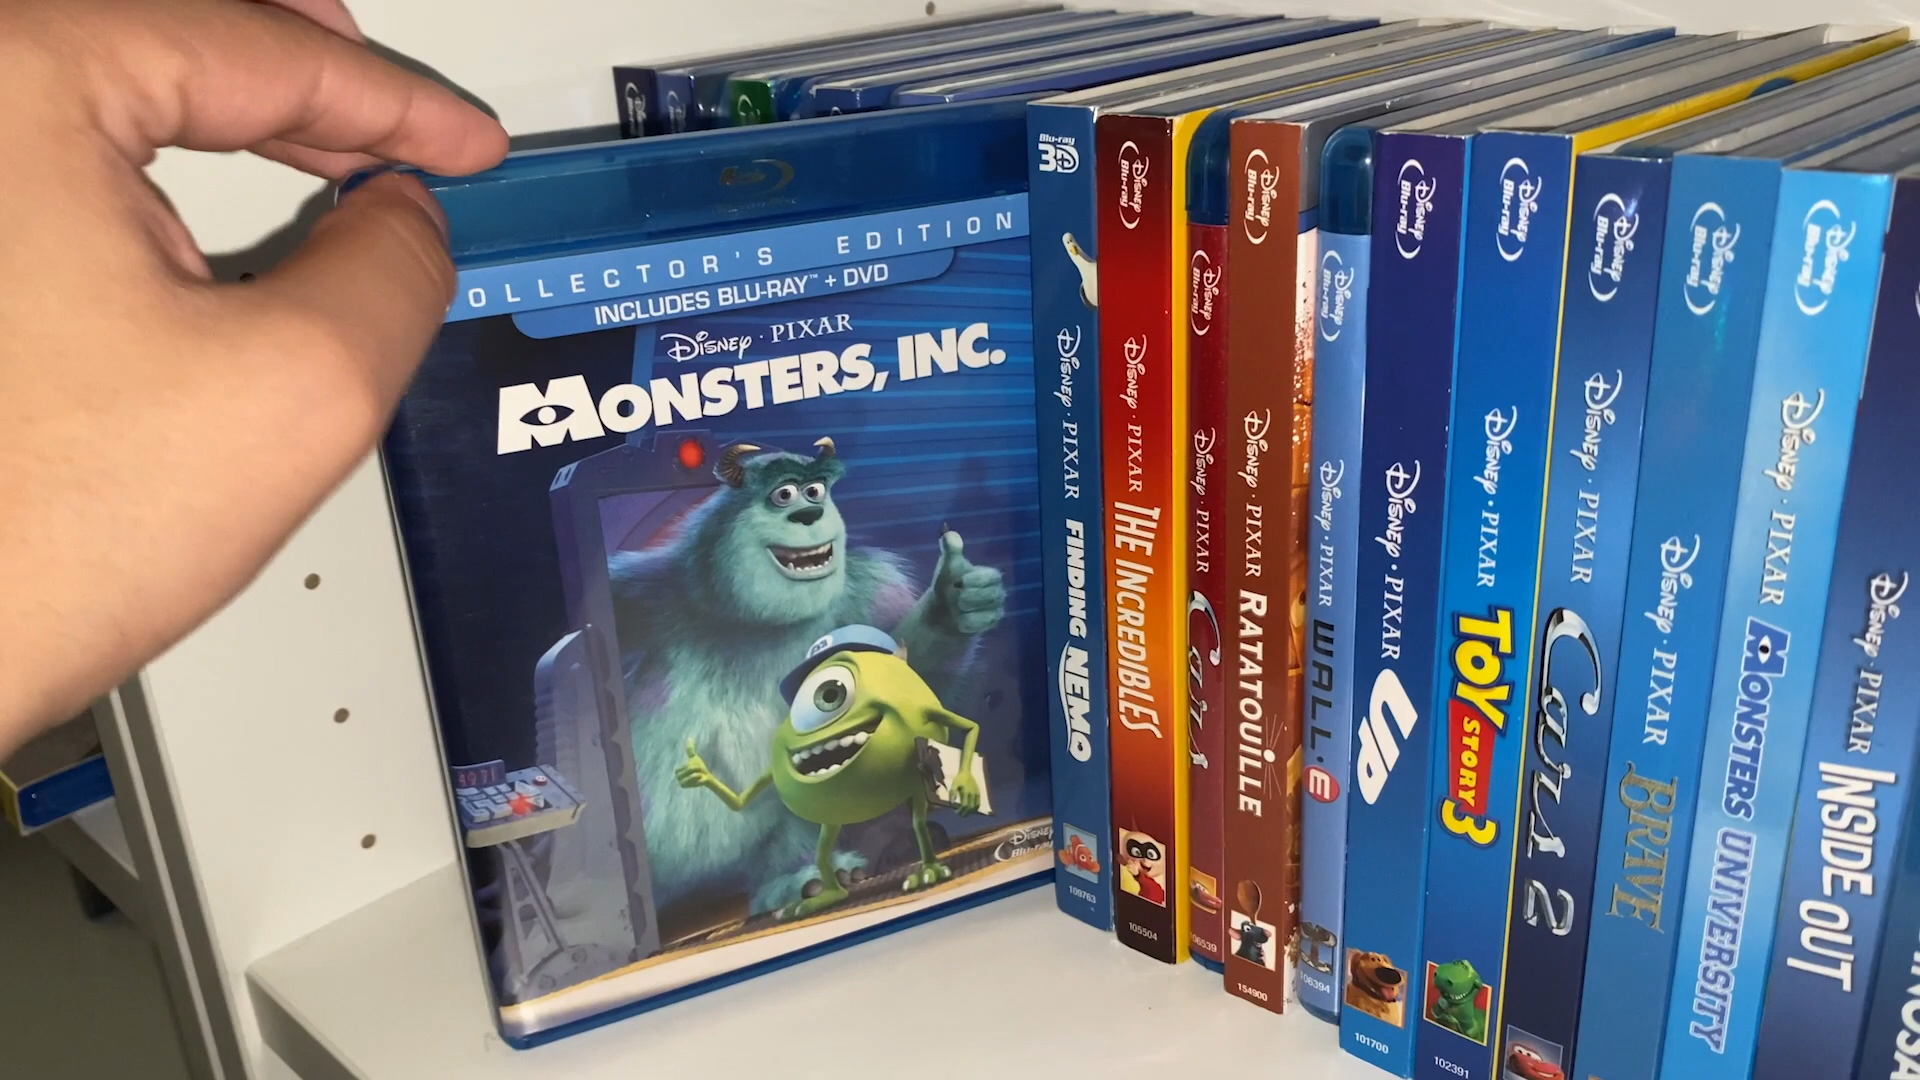 COLLECTOR'S EDITION
INCLUDES BLU-RAY™ + DVD
Disney · PIXAR
MONSTERS, INC.
4971
Disney
Blu-ray
Blu-ray
3D
Disney · PIXAR FINDING NEMO
109763
Disney
Blu-ray
Disney · PIXAR THE INCREDIBLES
105504
Disney
Blu-ray
Disney · PIXAR Cars
106539
Disney
Blu-ray
Disney · PIXAR RATATOUILLE
154900
Disney
Blu-ray
Disney · PIXAR WALL·E
106394
Disney
Blu-ray
Disney · PIXAR UP
101700
Disney
Blu-ray
Disney · PIXAR TOY STORY 3
102391
Disney
Blu-ray
Disney · PIXAR Cars 2
Disney
Blu-ray
Disney · PIXAR BRAVE
Disney
Blu-ray
Disney · PIXAR MONSTERS UNIVERSITY
Disney · PIXAR INSIDE OUT